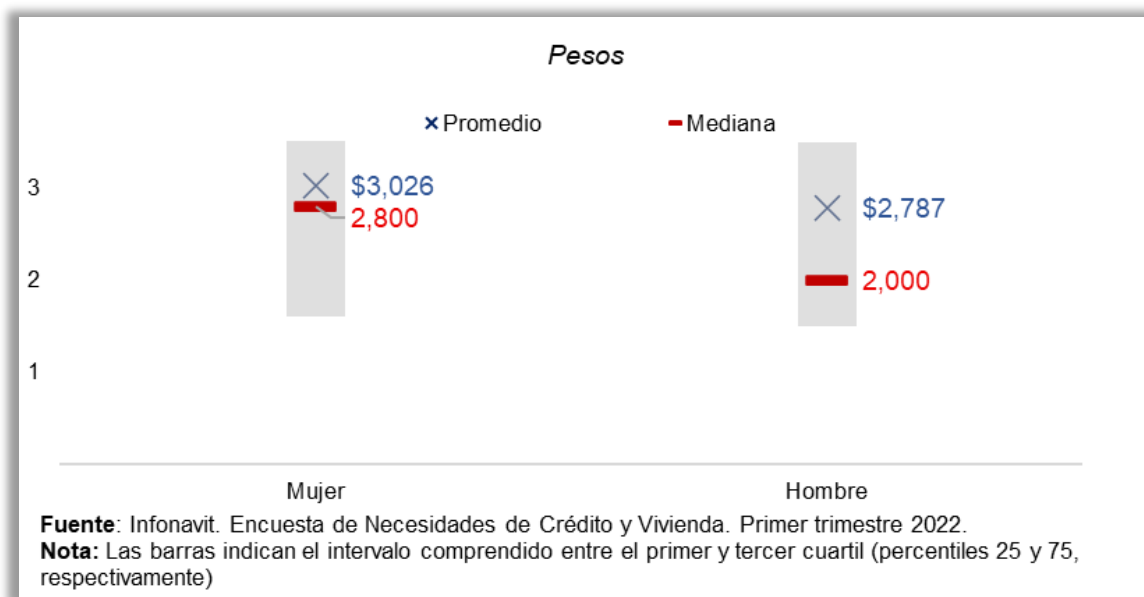 Pesos
×Promedio
Mediana
3
$3,026
2,800
$2,787
2
2,000
1
Mujer
Hombre
Fuente: Infonavit. Encuesta de Necesidades de Crédito y Vivienda. Primer trimestre 2022.
Nota: Las barras indican el intervalo comprendido entre el primer y tercer cuartil (percentiles 25 y 75,
respectivamente)